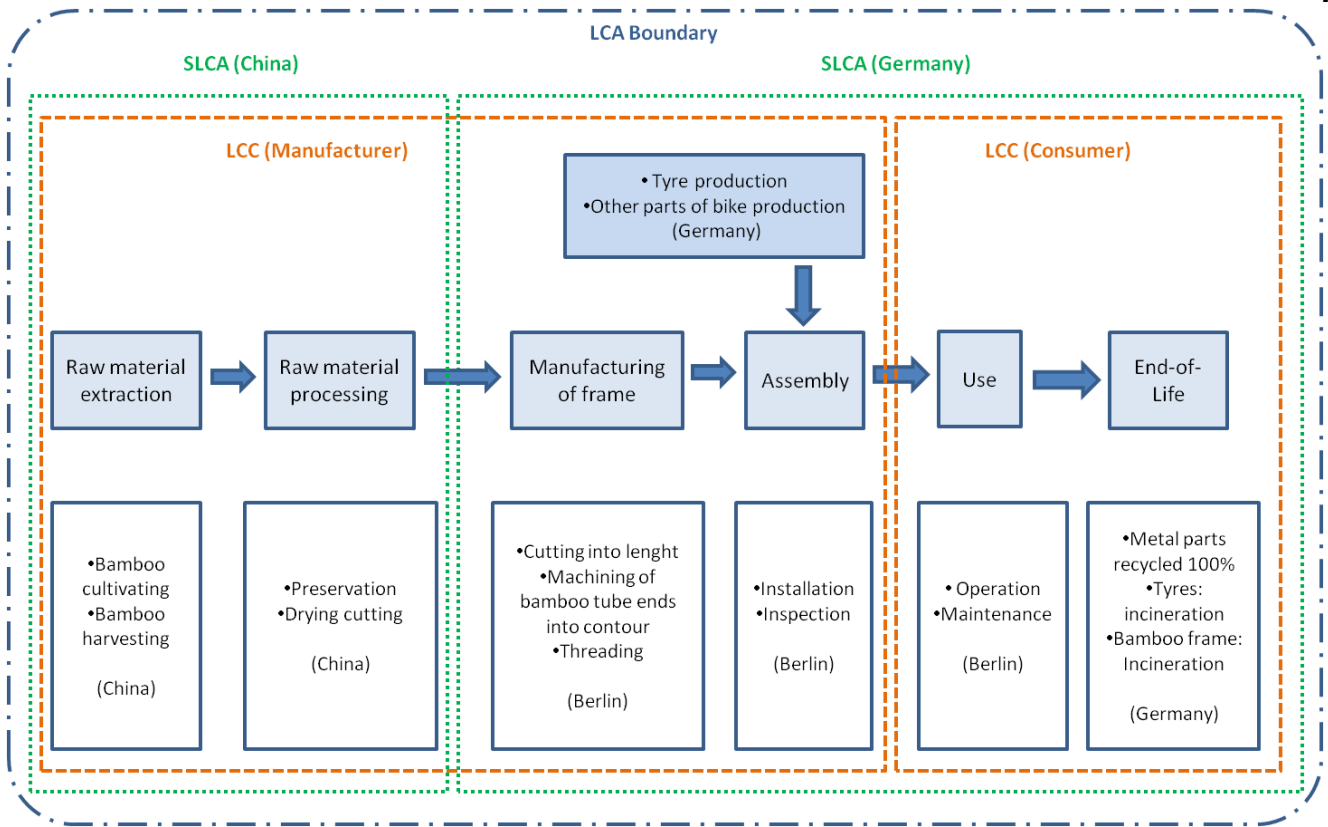 LCA Boundary
SLCA (China)
SLCA (Germany)
LCC (Manufacturer)
LCC (Consumer)
•Tyre production
•Other parts of bike production
(Germany)
Raw material
extraction
Raw material
processing
Manufacturing
of frame
Assembly
Use
End-of-
Life
•Bamboo
cultivating
•Bamboo
harvesting
(China)
•Preservation
•Drying cutting
(China)
•Cutting into lenght
•Machining of
bamboo tube ends
into contour
•Threading
(Berlin)
•Installation
•Inspection
(Berlin)
•Operation
•Maintenance
(Berlin)
•Metal parts
recycled 100%
•Tyres:
incineration
•Bamboo frame:
Incineration
(Germany)